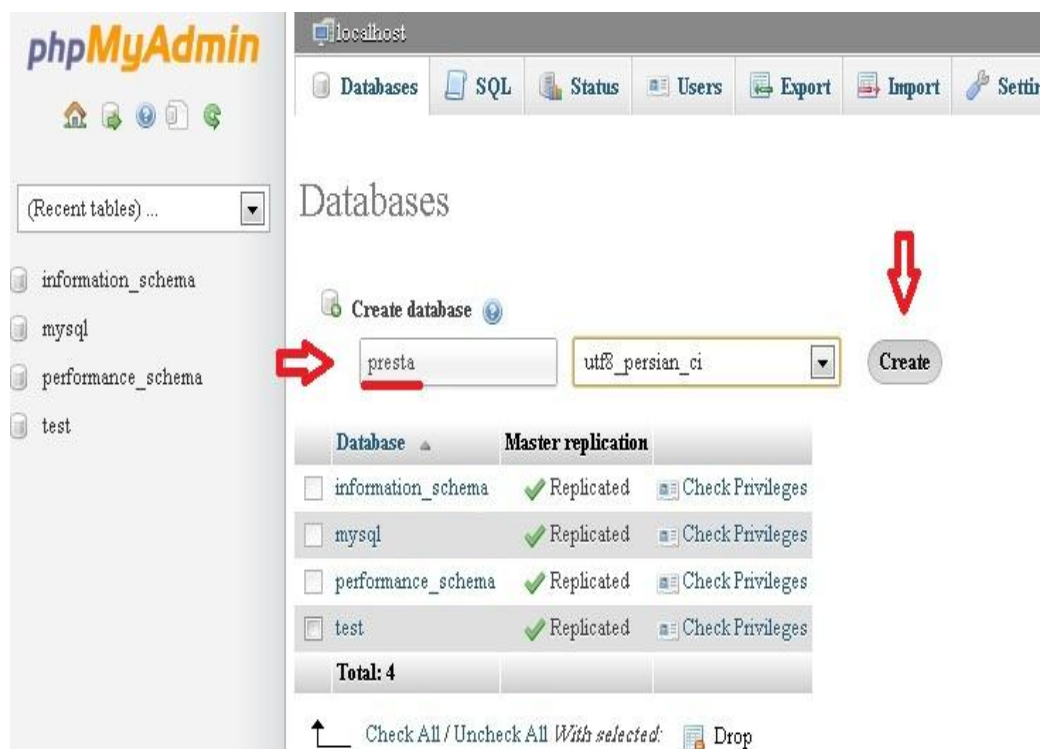 phpMyAdmin
(Recent tables) ...
information_schema
mysql
performance_schema
test
localhost
Databases SQL Status Users Export Import Settin
Databases
Create database
presta utf8_persian_ci Create
Database Master replication
information_schema Replicated Check Privileges
mysql Replicated Check Privileges
performance_schema Replicated Check Privileges
test Replicated Check Privileges
Total: 4
Check All / Uncheck All With selected: Drop